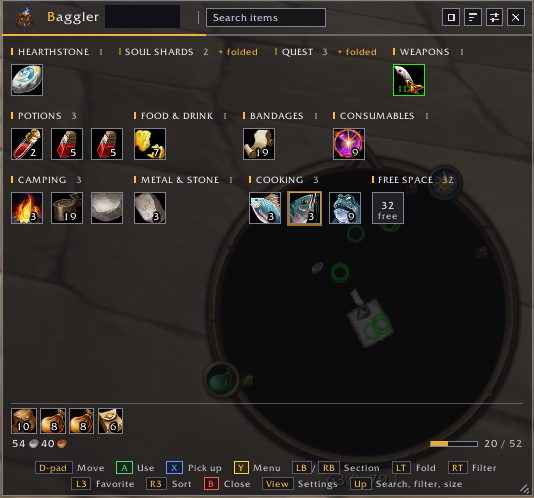 Baggler Search items
HEARTHSTONE 1 SOUL SHARDS 2 + folded QUEST 3 + folded WEAPONS 1
POTIONS 3 FOOD & DRINK 1 BANDAGES 1 CONSUMABLES 1
2 5 5 7 19 9
CAMPING 3 METAL & STONE 1 COOKING 3 FREE SPACE 32
3 19 3 3 3 9 32
free
10 8 8 6
54 40 20 / 52
D-pad Move A Use X Pick up Y Menu LB / RB Section LT Fold RT Filter
L3 Favorite R3 Sort B Close View Settings Up Search, filter, size